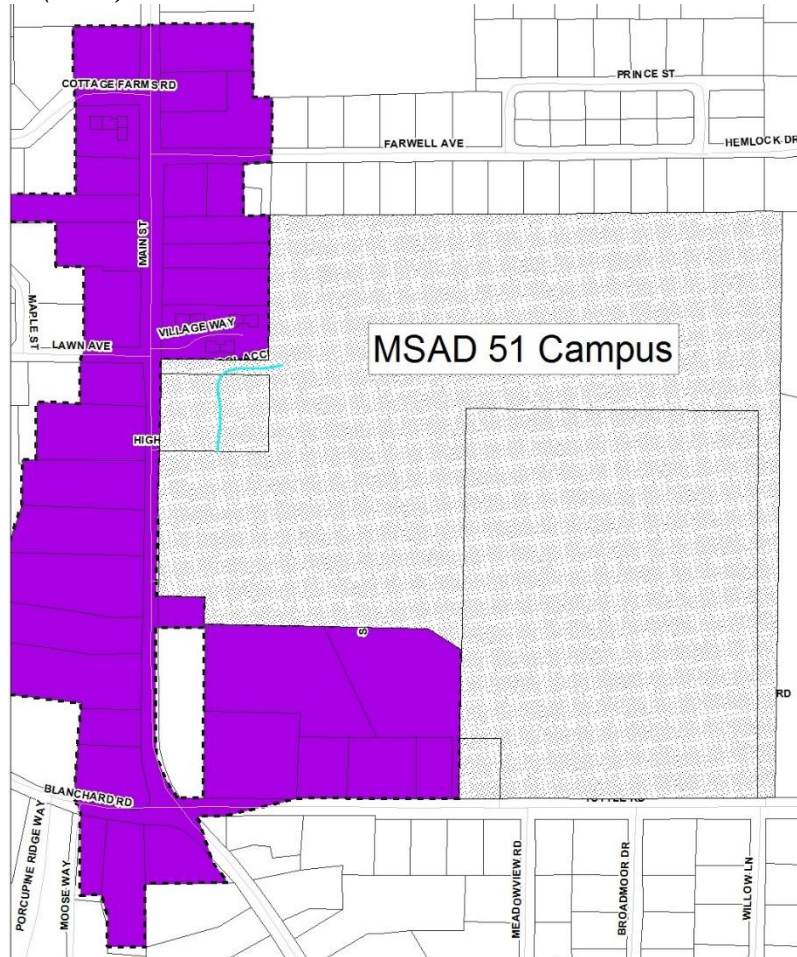 PRINCE ST
COTTAGE FARMS RD
FARWELL AVE
HEMLOCK DR
MAIN ST
MAPLE ST
VILLAGE WAY
LAWN AVE
MSAD 51 Campus
HIGH
S
RD
BLANCHARD RD
PORCUPINE RIDGE WAY
MOOSE WAY
MEADOWVIEW RD
BROADMOOR DR
WILLOW LN